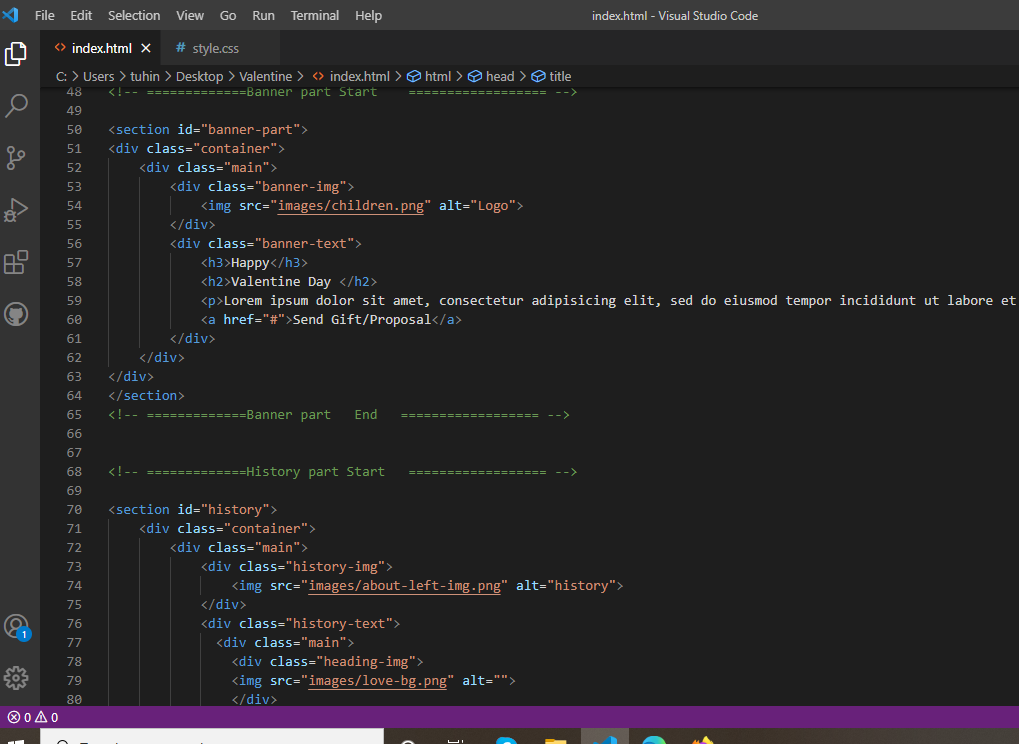 File Edit Selection View Go Run Terminal Help index.html - Visual Studio Code
<> index.html × # style.css
C: > Users > tuhin > Desktop > Valentine > <> index.html > html > head > title
48 <!-- =============Banner part Start    ================== -->
49
50 <section id="banner-part">
51 <div class="container">
52     <div class="main">
53         <div class="banner-img">
54             <img src="images/children.png" alt="Logo">
55         </div>
56         <div class="banner-text">
57             <h3>Happy</h3>
58             <h2>Valentine Day </h2>
59             <p>Lorem ipsum dolor sit amet, consectetur adipisicing elit, sed do eiusmod tempor incididunt ut labore et
60             <a href="#">Send Gift/Proposal</a>
61         </div>
62     </div>
63 </div>
64 </section>
65 <!-- =============Banner part   End   ================== -->
66
67
68 <!-- =============History part Start   ================== -->
69
70 <section id="history">
71     <div class="container">
72         <div class="main">
73             <div class="history-img">
74                 <img src="images/about-left-img.png" alt="history">
75             </div>
76             <div class="history-text">
77               <div class="main">
78                 <div class="heading-img">
79                 <img src="images/love-bg.png" alt="">
80                 </div>
1
0 0